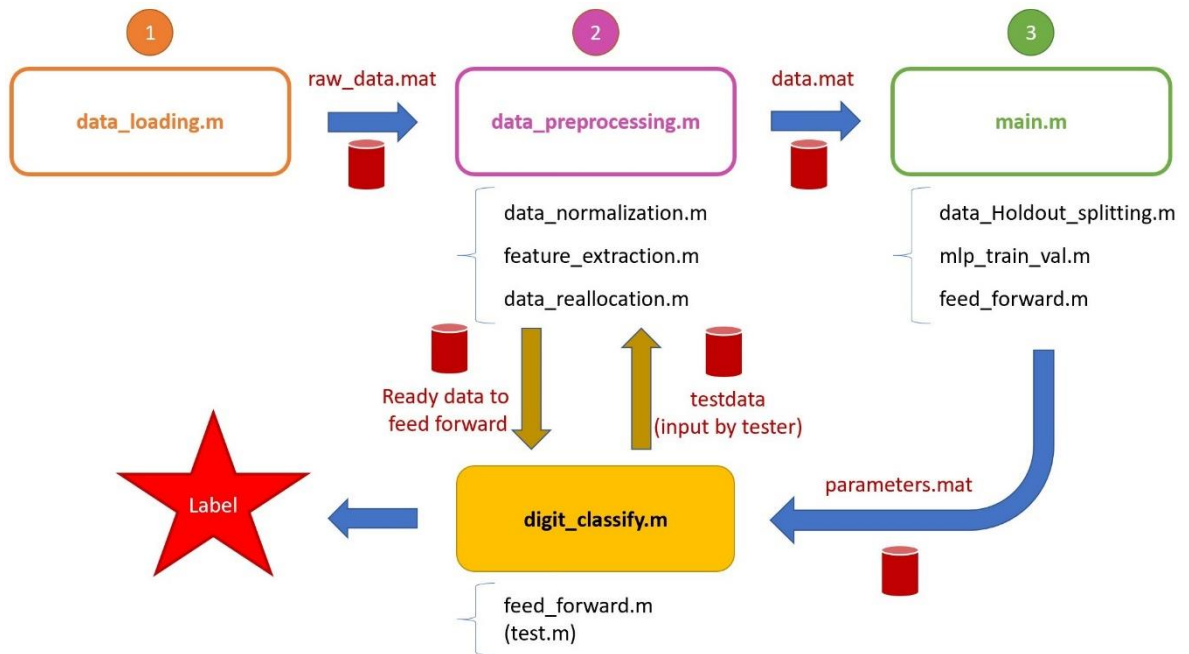 1
2
3
raw_data.mat
data.mat
data_loading.m
data_preprocessing.m
main.m
data_normalization.m
feature_extraction.m
data_reallocation.m
data_Holdout_splitting.m
mlp_train_val.m
feed_forward.m
Ready data to
feed forward
testdata
(input by tester)
parameters.mat
Label
digit_classify.m
feed_forward.m
(test.m)